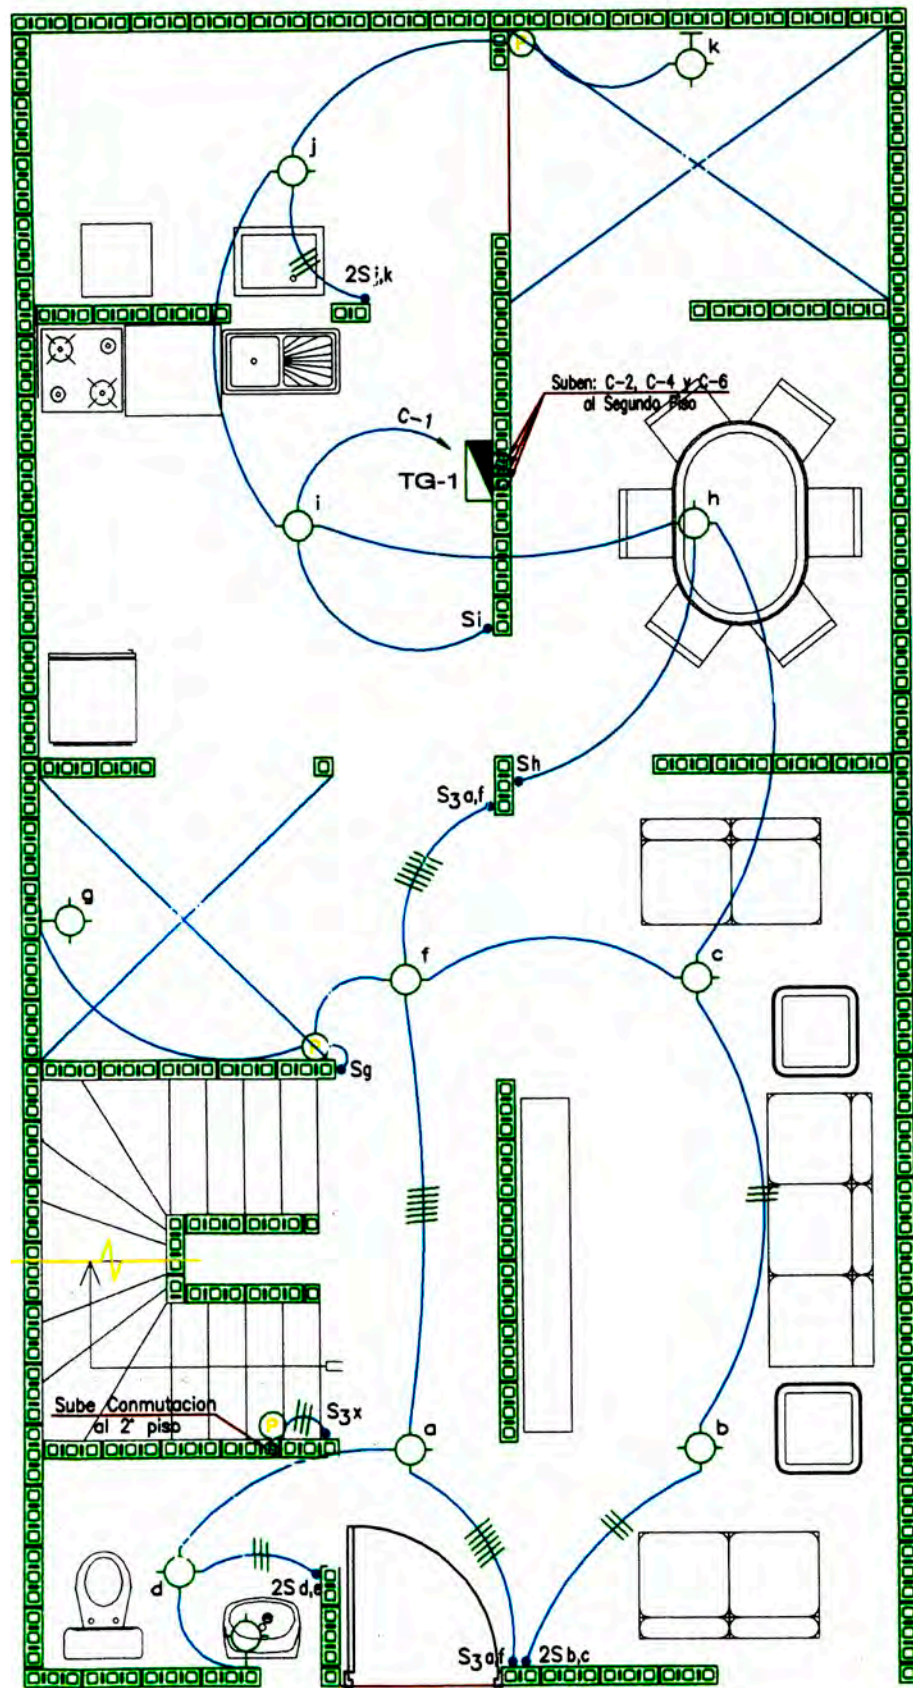 P
k
j
2S j,k
Suben: C-2, C-4 y C-6
al Segundo Piso
C-1
TG-1
h
i
Si
Sh
S3 a,f
g
f
c
P
Sg
Sube Conmutacion
al 2° piso
P
S3x
a
b
d
2S d,e
e
S3 a,f
2S b,c